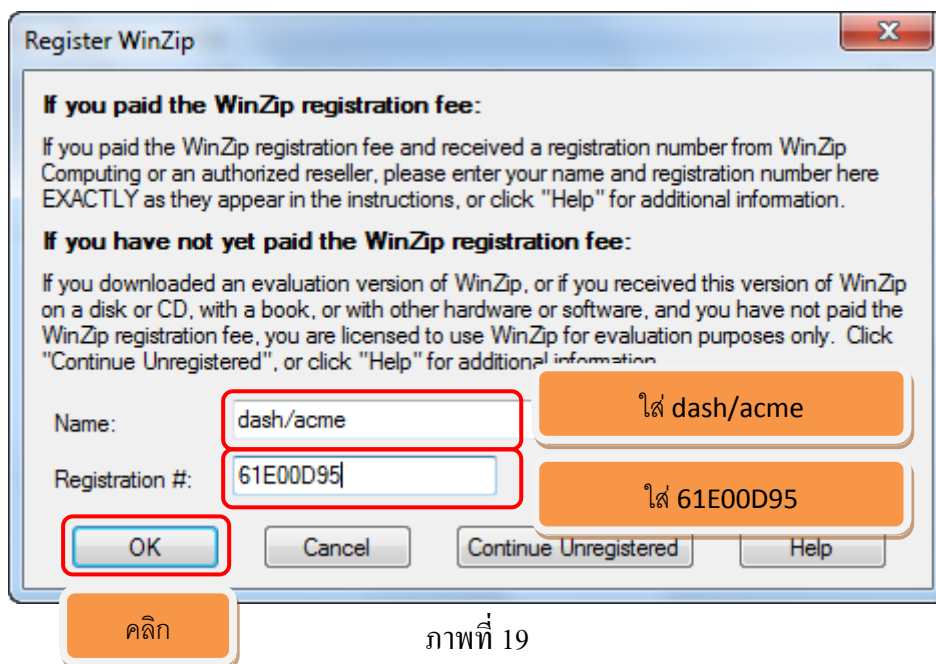 Register WinZip
If you paid the WinZip registration fee:
If you paid the WinZip registration fee and received a registration number from WinZip
Computing or an authorized reseller, please enter your name and registration number here
EXACTLY as they appear in the instructions, or click "Help" for additional information.
If you have not yet paid the WinZip registration fee:
If you downloaded an evaluation version of WinZip, or if you received this version of WinZip
on a disk or CD, with a book, or with other hardware or software, and you have not paid the
WinZip registration fee, you are licensed to use WinZip for evaluation purposes only. Click
"Continue Unregistered", or click "Help" for additional information.
Name: dash/acme
ใส่ dash/acme
Registration #: 61E00D95
ใส่ 61E00D95
OK Cancel Continue Unregistered Help
คลิก
ภาพที่ 19